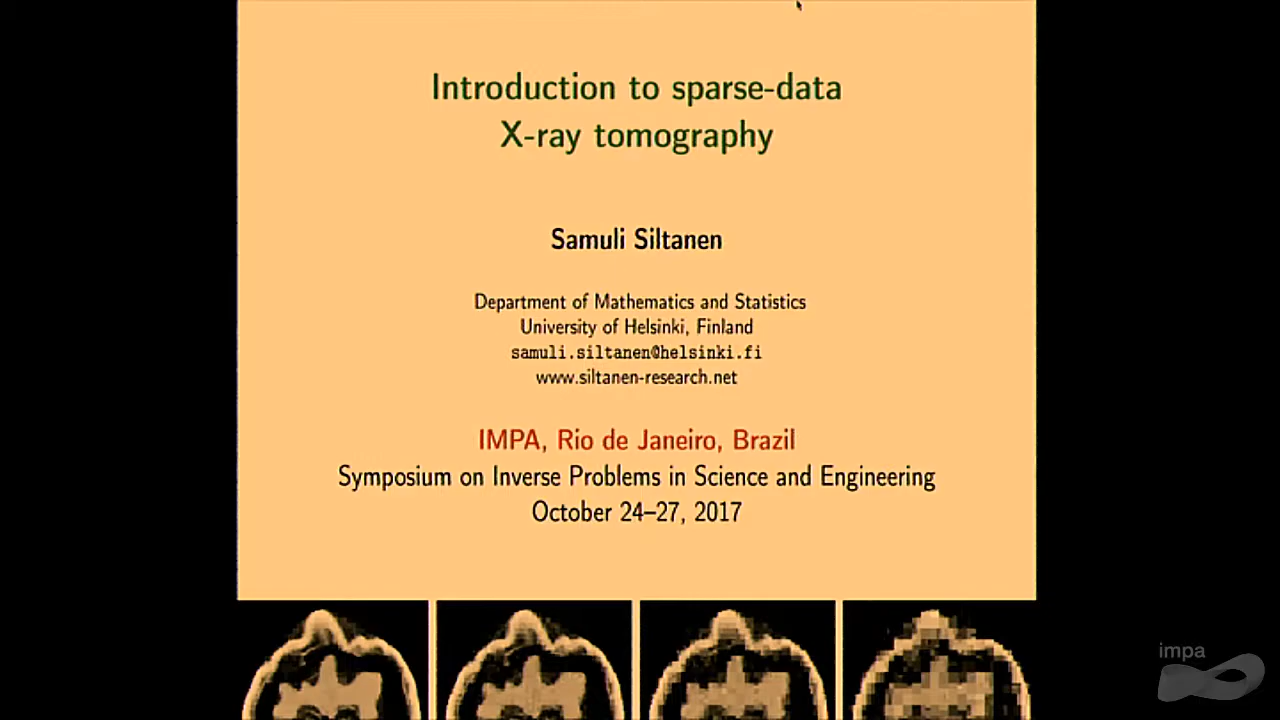 Introduction to sparse-data
X-ray tomography
Samuli Siltanen
Department of Mathematics and Statistics
University of Helsinki, Finland
samuli.siltanen@helsinki.fi
www.siltanen-research.net
IMPA, Rio de Janeiro, Brazil
Symposium on Inverse Problems in Science and Engineering
October 24–27, 2017
impa